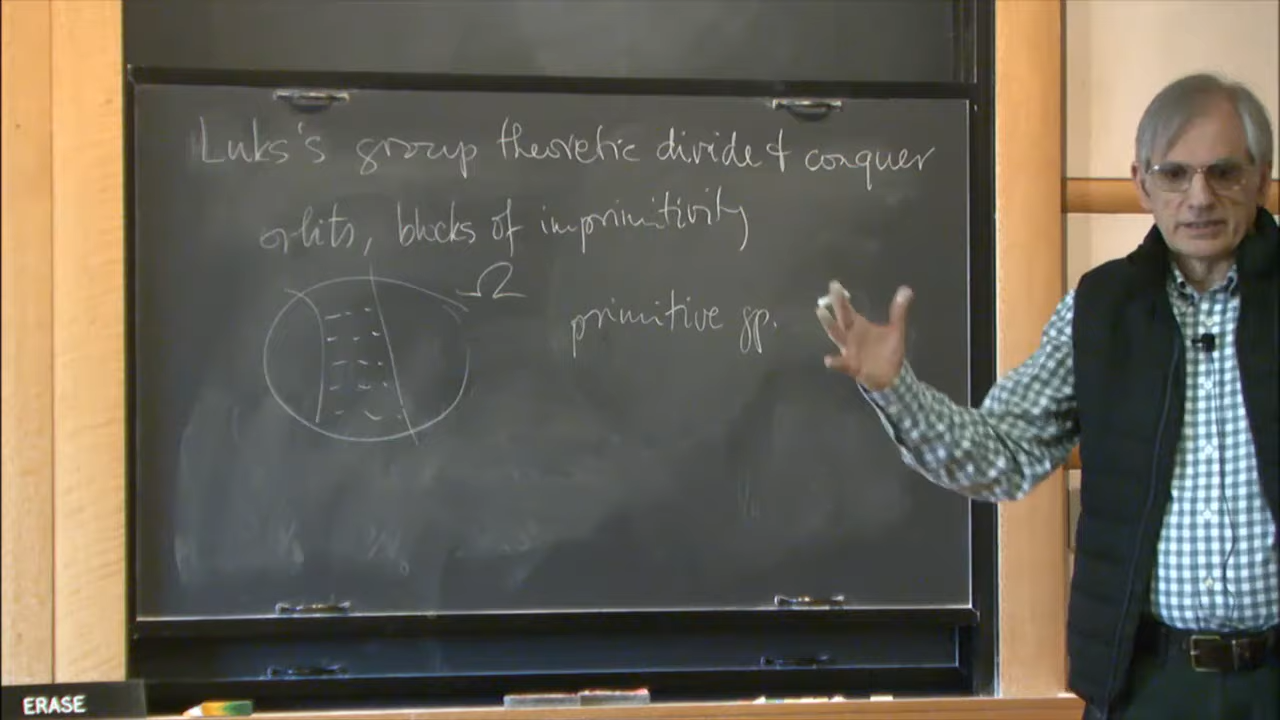 Luks's group theoretic divide & conquer
orbits, blocks of imprimitivity
Ω
primitive gp.
ERASE